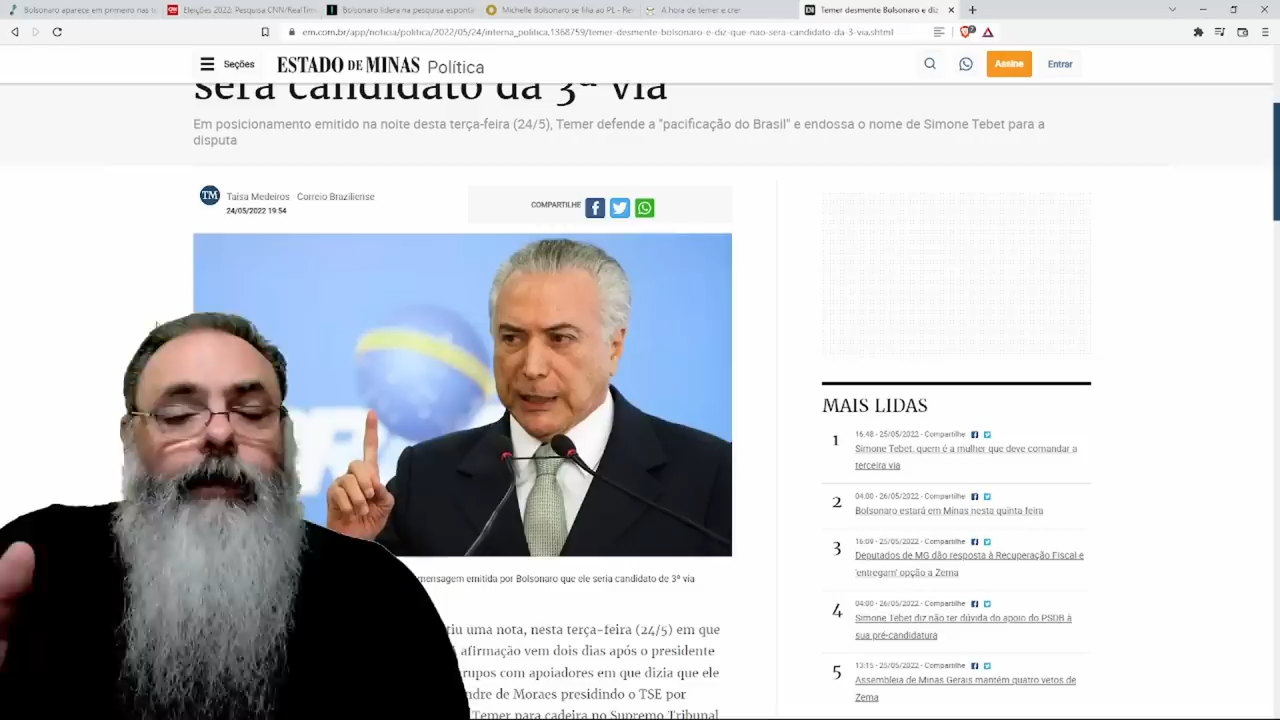 Bolsonaro aparece em primeiro nas
Eleições 2022: Pesquisa CNN/RealTime
Bolsonaro lidera na pesquisa espont
Michelle Bolsonaro se filia ao PL - Re
A hora de temer e crer
Temer desmente Bolsonaro e diz
em.com.br/app/noticia/politica/2022/05/24/interna_politica,1368759/temer-desmente-bolsonaro-e-diz-que-nao-sera-candidato-da-3-via.shtml
Seções
ESTADO DE MINAS Política
Assine
Entrar
será candidato da 3ª via
Em posicionamento emitido na noite desta terça-feira (24/5), Temer defende a "pacificação do Brasil" e endossa o nome de Simone Tebet para a
disputa
TM
Taísa Medeiros - Correio Braziliense
24/05/2022 19:54
COMPARTILHE
mensagem emitida por Bolsonaro que ele seria candidato de 3ª via
tiu uma nota, nesta terça-feira (24/5) em que
afirmação vem dois dias após o presidente
rupos com apoiadores em que dizia que ele
ndre de Moraes presidindo o TSE por
Temer para cadeira no Supremo Tribunal
MAIS LIDAS
1
16:48 - 25/05/2022 - Compartilhe
Simone Tebet: quem é a mulher que deve comandar a
terceira via
2
04:00 - 26/05/2022 - Compartilhe
Bolsonaro estará em Minas nesta quinta-feira
3
16:09 - 25/05/2022 - Compartilhe
Deputados de MG dão resposta à Recuperação Fiscal e
'entregam' opção a Zema
4
04:00 - 26/05/2022 - Compartilhe
Simone Tebet diz não ter dúvida do apoio do PSDB à
sua pré-candidatura
5
13:15 - 25/05/2022 - Compartilhe
Assembleia de Minas Gerais mantém quatro vetos de
Zema